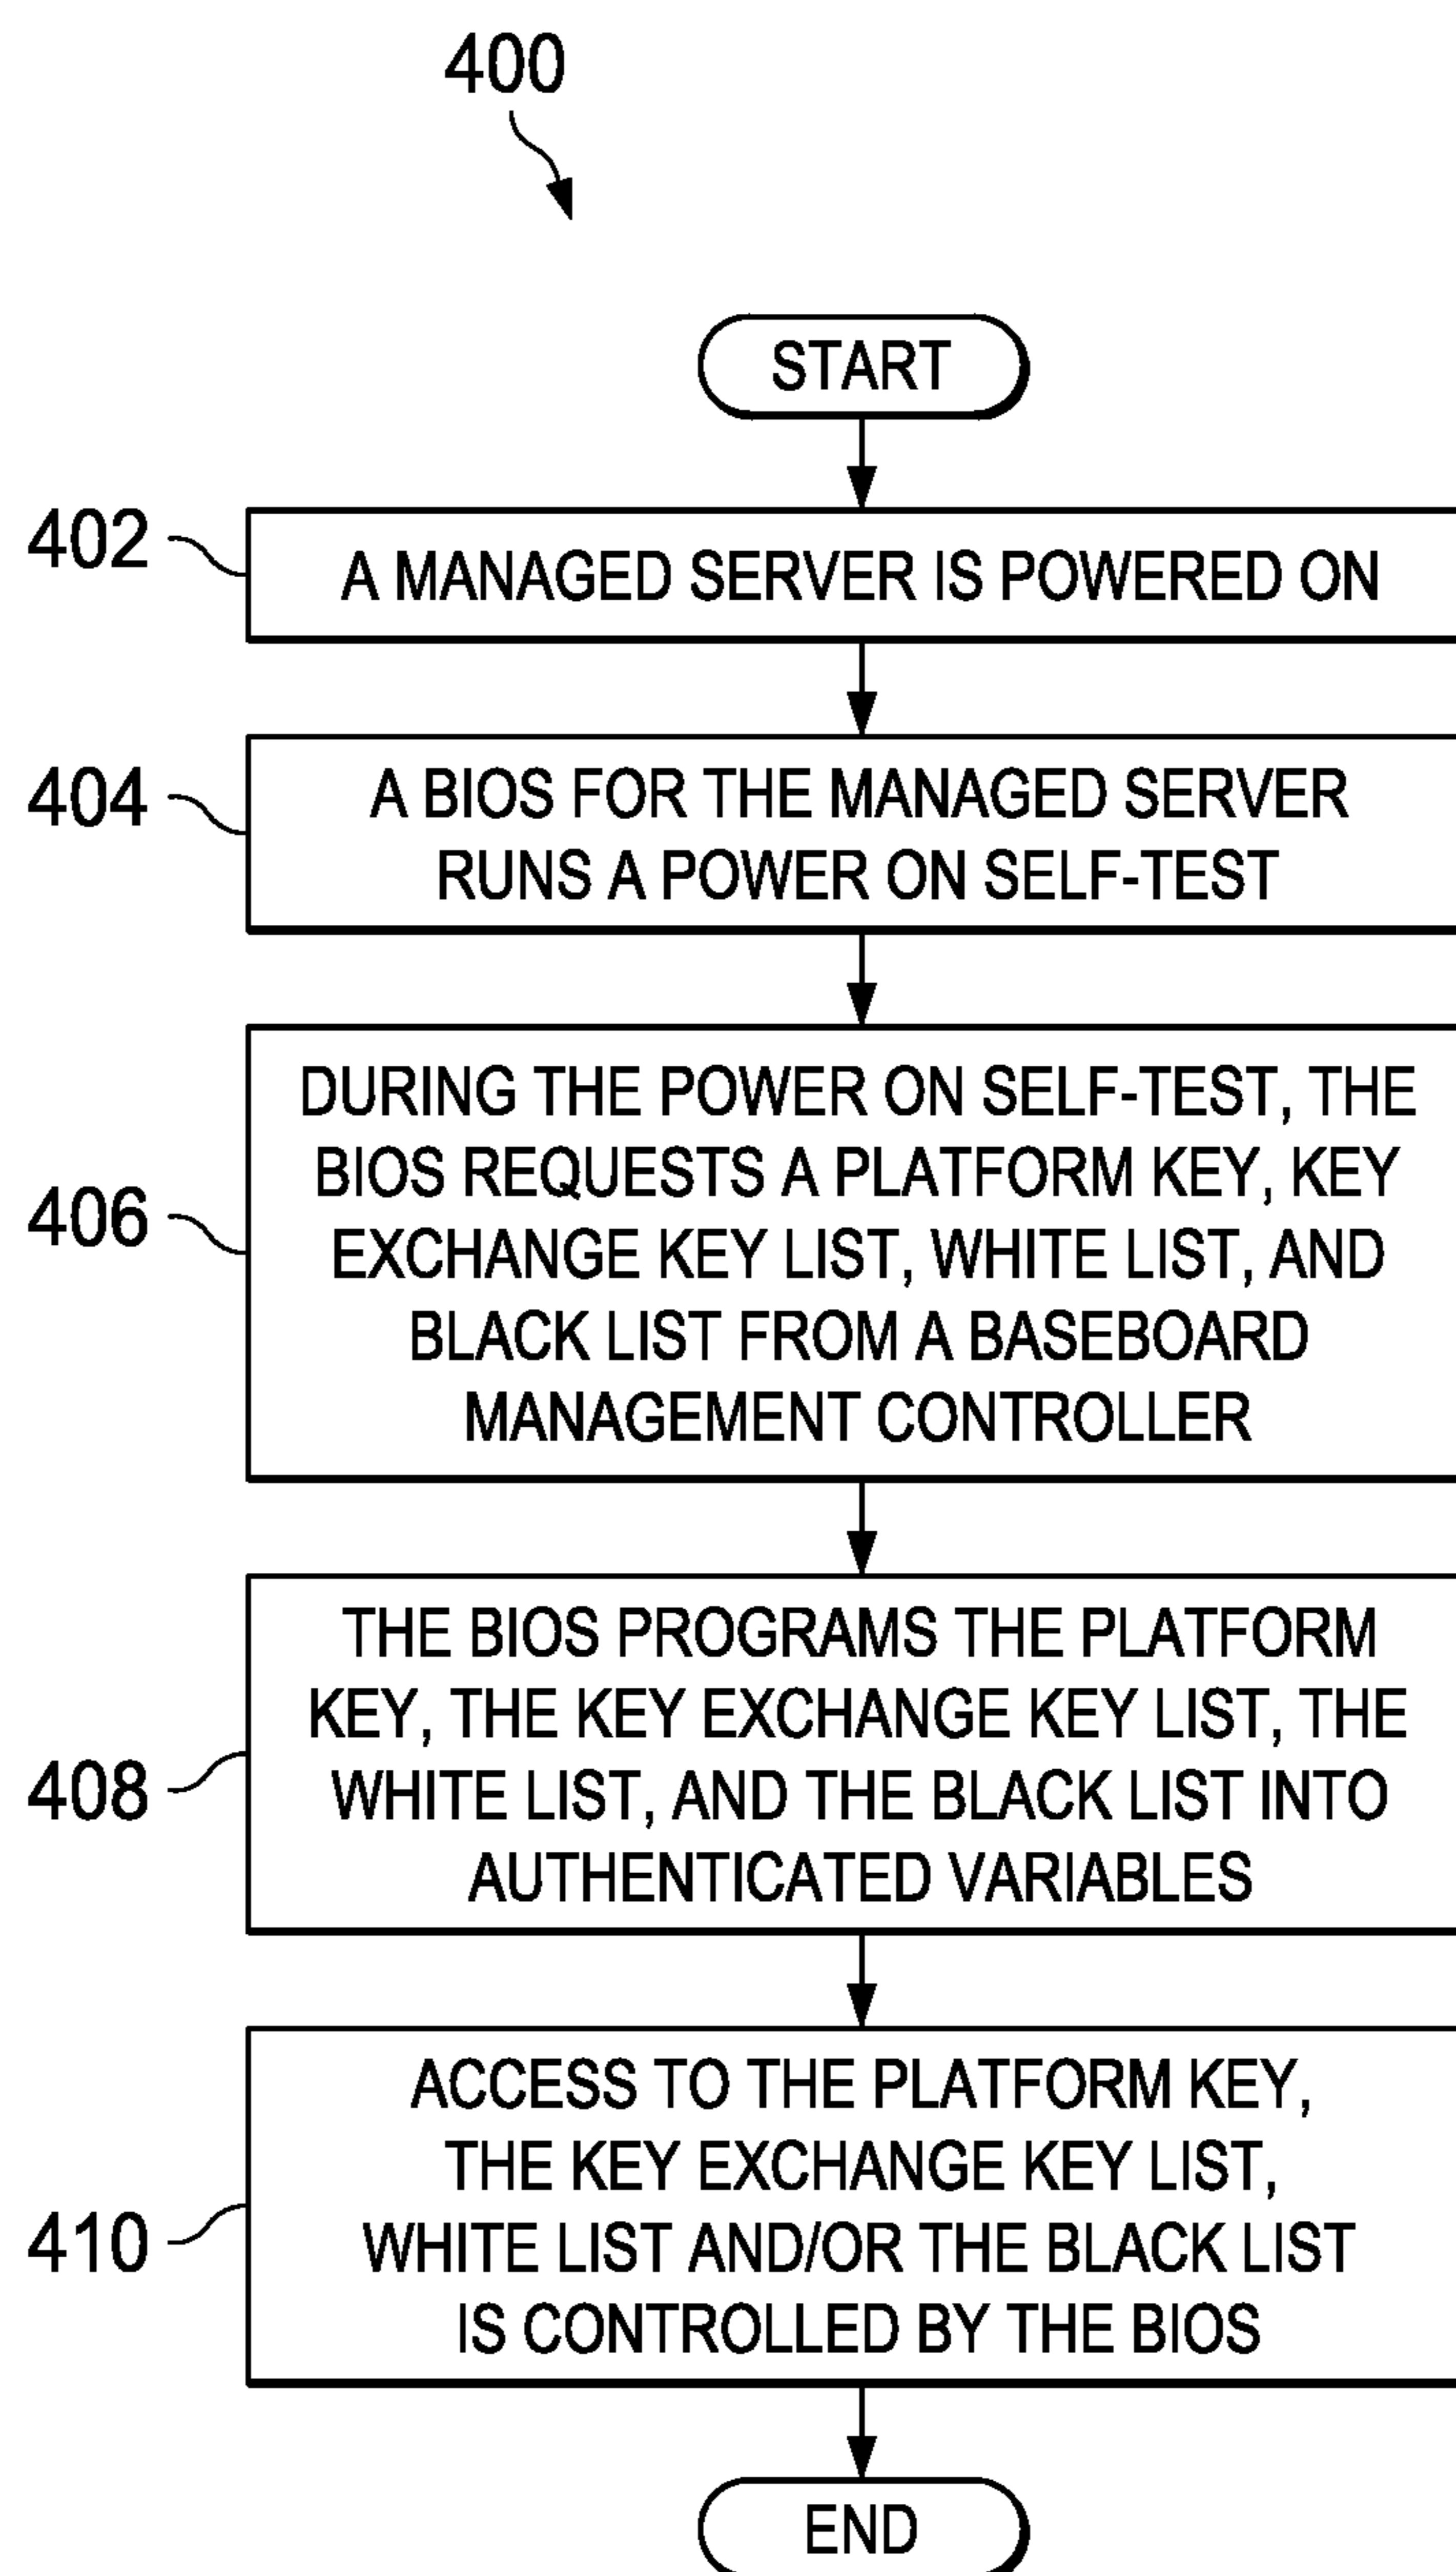 400
START
402
A MANAGED SERVER IS POWERED ON
404
A BIOS FOR THE MANAGED SERVER
RUNS A POWER ON SELF-TEST
406
DURING THE POWER ON SELF-TEST, THE
BIOS REQUESTS A PLATFORM KEY, KEY
EXCHANGE KEY LIST, WHITE LIST, AND
BLACK LIST FROM A BASEBOARD
MANAGEMENT CONTROLLER
408
THE BIOS PROGRAMS THE PLATFORM
KEY, THE KEY EXCHANGE KEY LIST, THE
WHITE LIST, AND THE BLACK LIST INTO
AUTHENTICATED VARIABLES
410
ACCESS TO THE PLATFORM KEY,
THE KEY EXCHANGE KEY LIST,
WHITE LIST AND/OR THE BLACK LIST
IS CONTROLLED BY THE BIOS
END